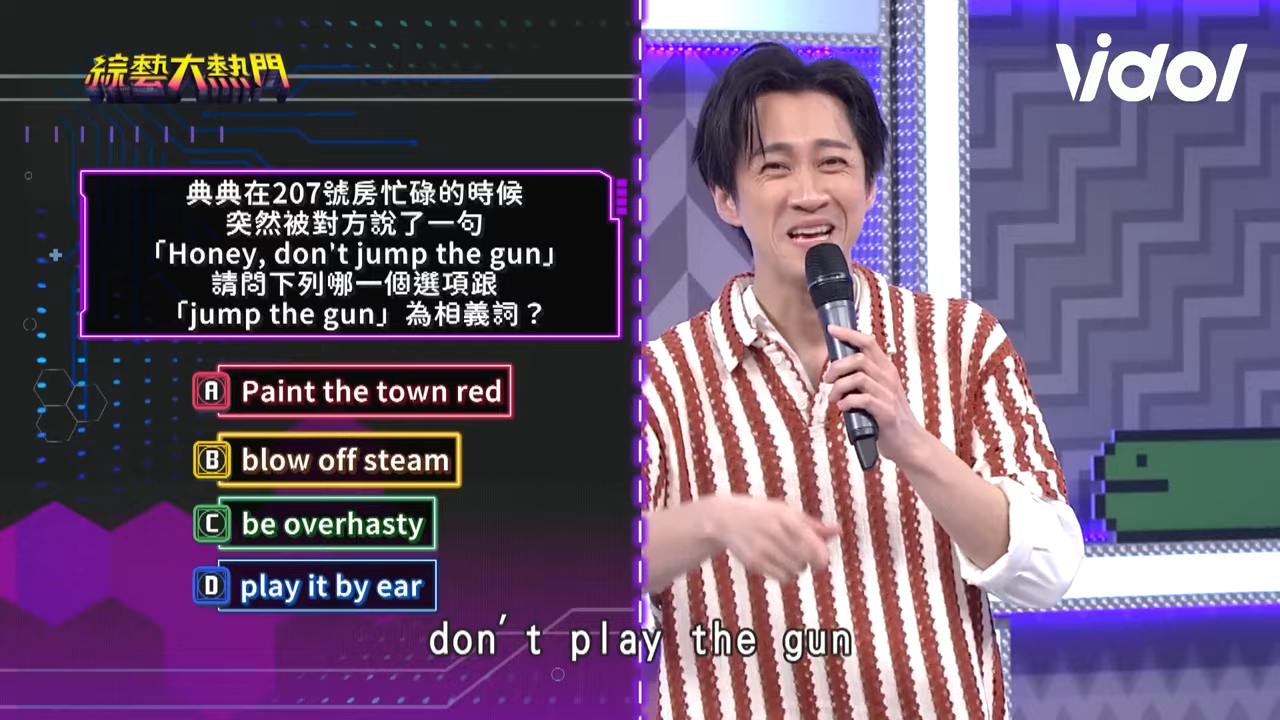 綜藝大熱門
Vidol
典典在207號房忙碌的時候
突然被對方說了一句
「Honey, don't jump the gun」
請問下列哪一個選項跟
「jump the gun」為相義詞？
A Paint the town red
B blow off steam
C be overhasty
D play it by ear
don't play the gun